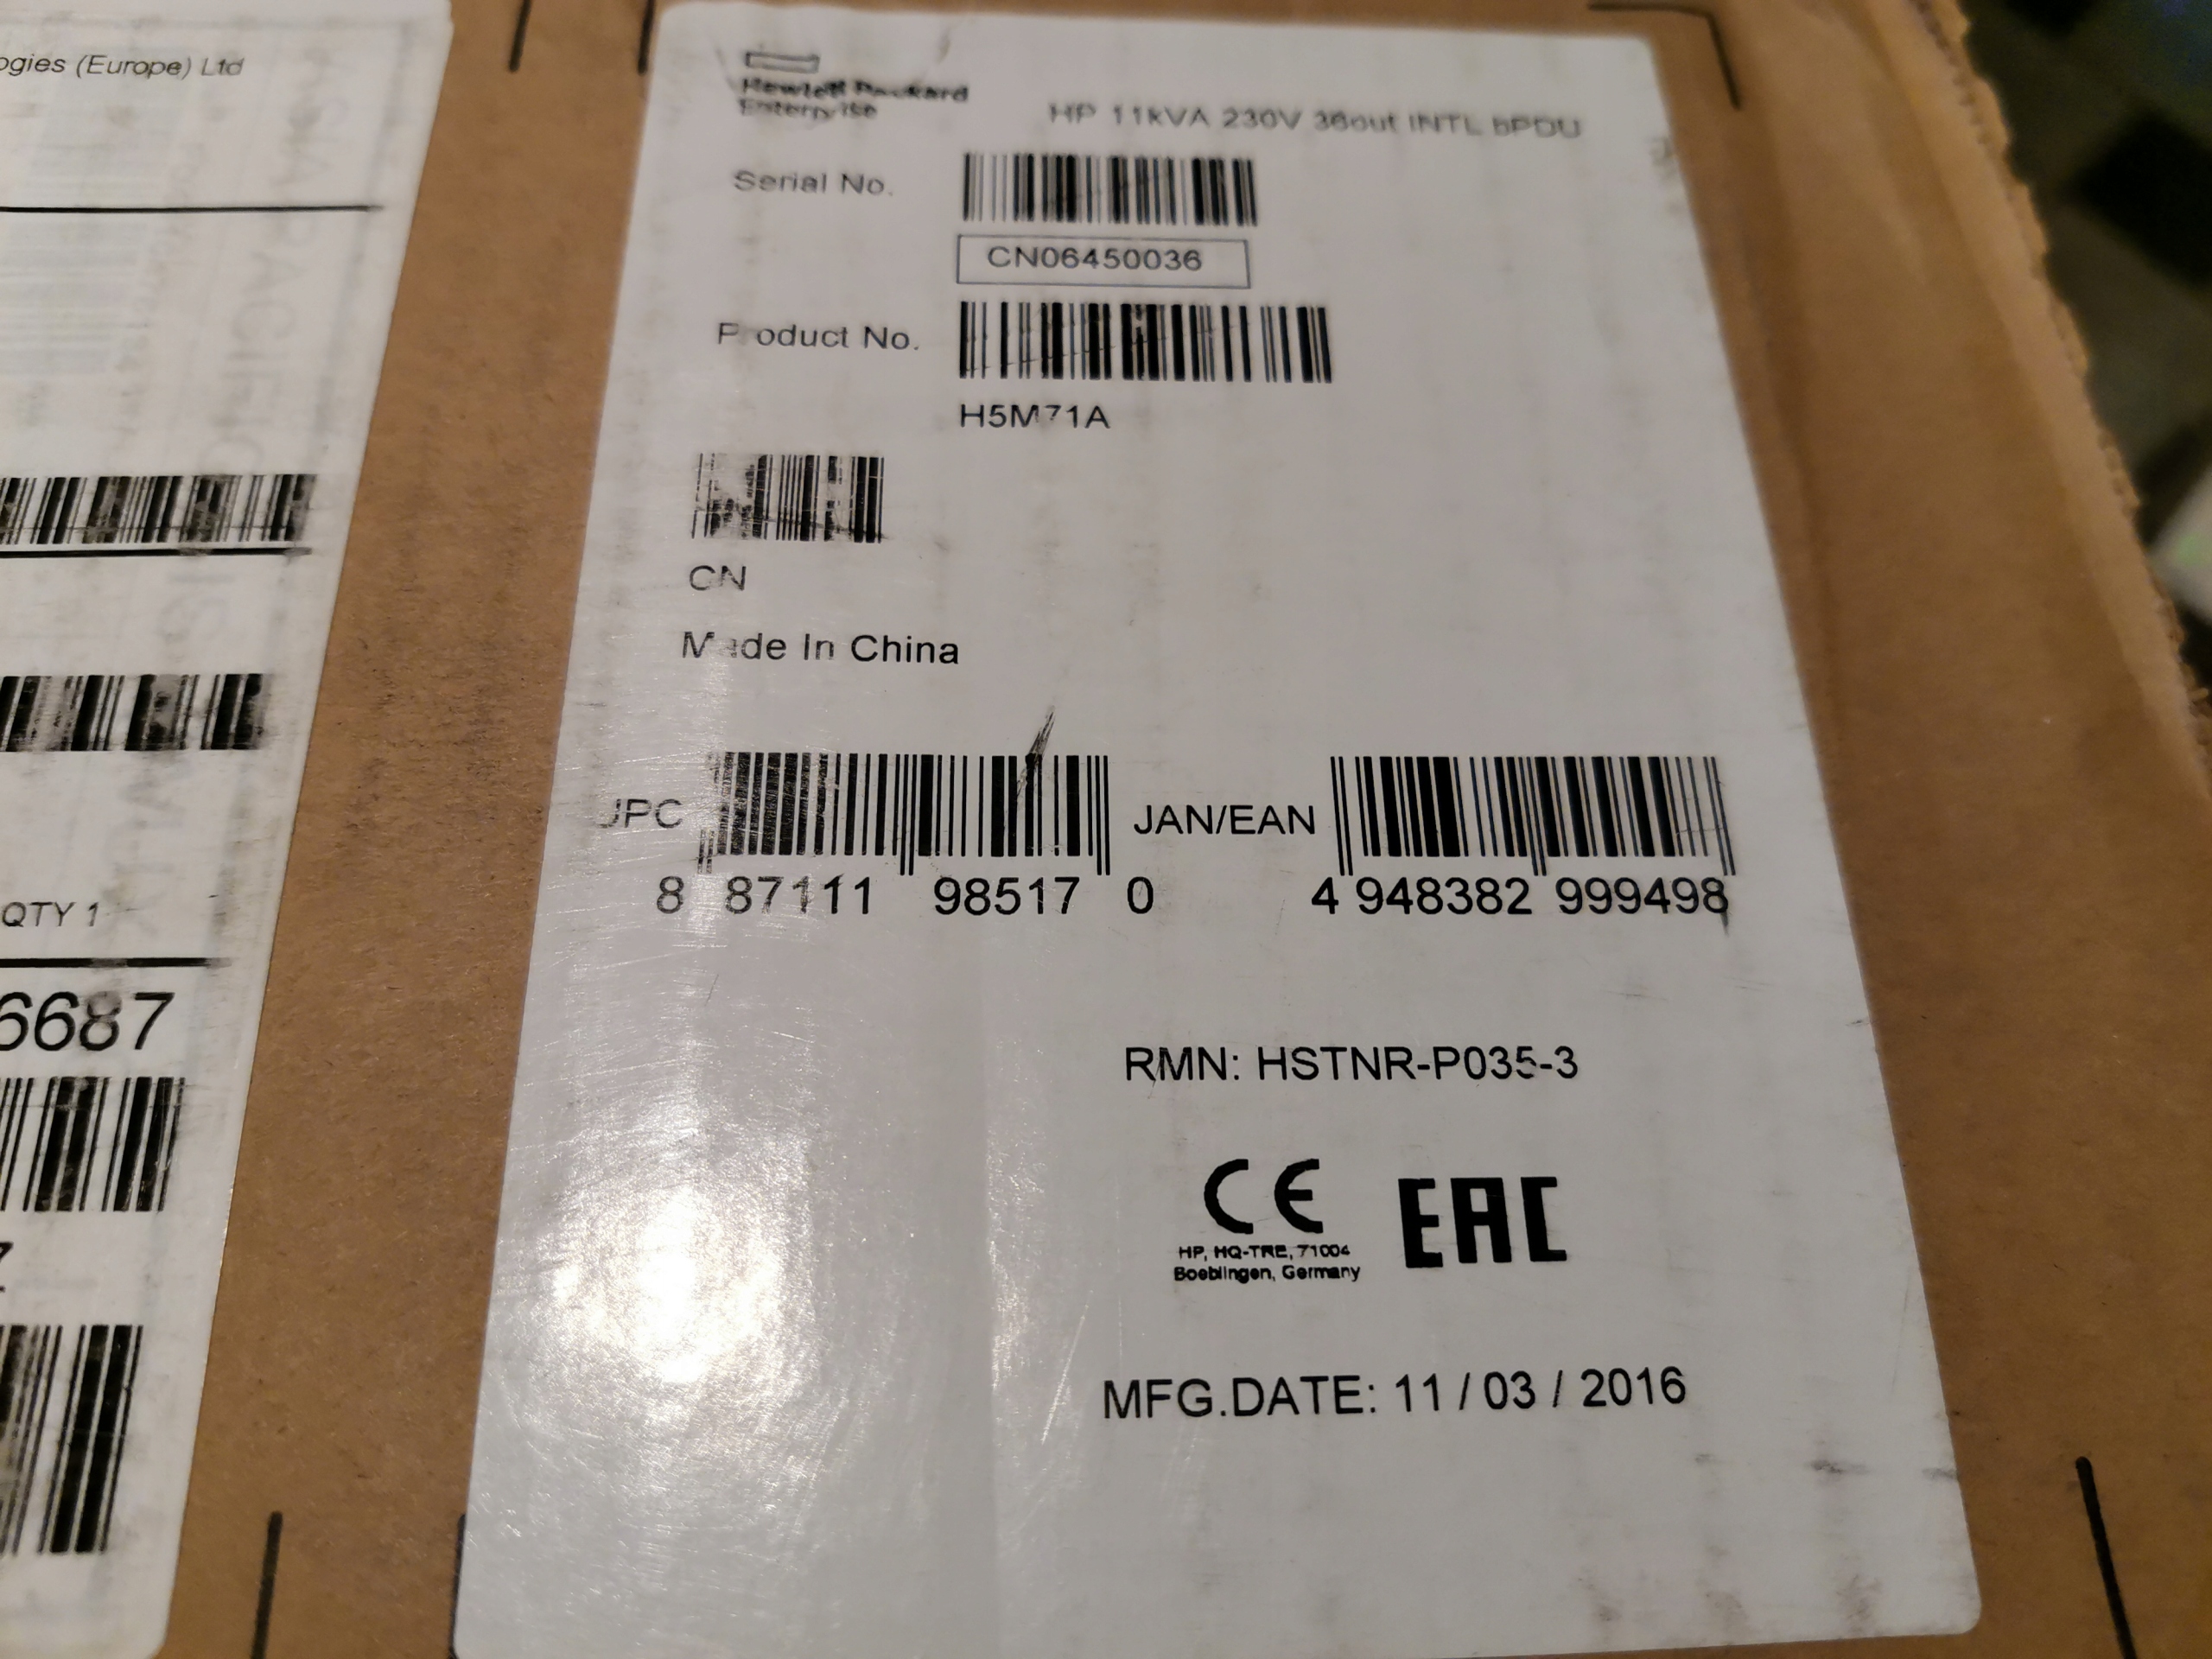 ogies (Europe) Ltd
QTY 1
6687
Hewlett Packard
Enterprise
HP 11kVA 230V 36out INTL bPDU
Serial No.
CN06450036
Product No.
H5M71A
CN
Made In China
UPC
8 87111 98517 0
JAN/EAN
4 948382 999498
RMN: HSTNR-P035-3
CE
EAC
HP, HQ-TRE, 71004
Boeblingen, Germany
MFG.DATE: 11 / 03 / 2016